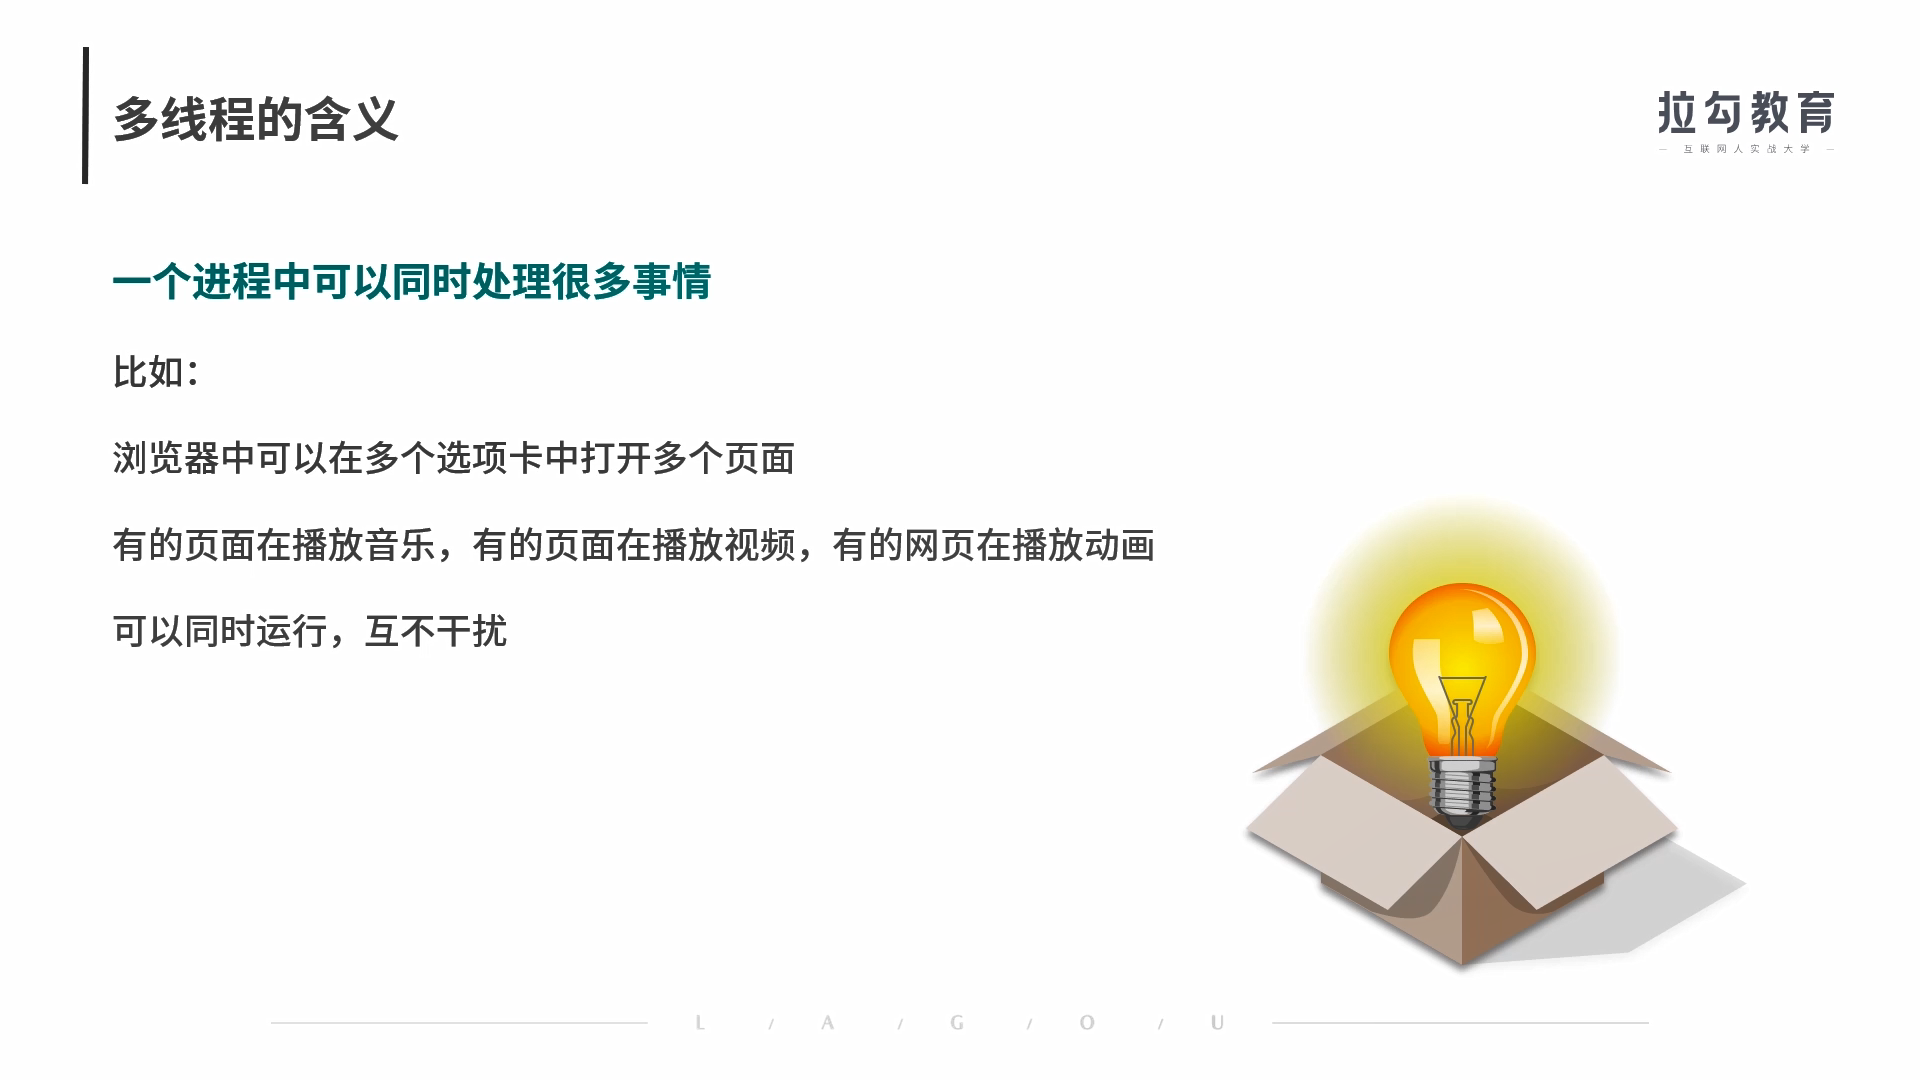 多线程的含义
拉勾教育
— 互联网人实战大学 —
一个进程中可以同时处理很多事情
比如：
浏览器中可以在多个选项卡中打开多个页面
有的页面在播放音乐，有的页面在播放视频，有的网页在播放动画
可以同时运行，互不干扰
L / A / G / O / U